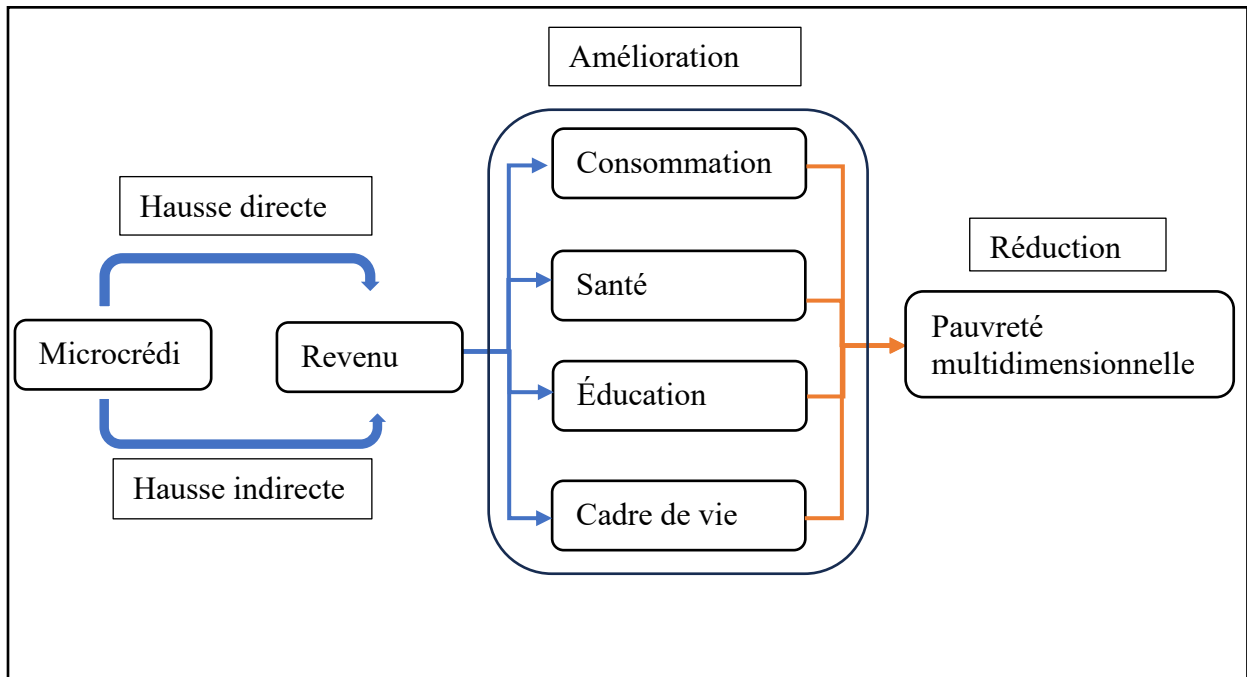 Amélioration
Hausse directe
Consommation
Santé
Réduction
Microcrédi
Revenu
Pauvreté
multidimensionnelle
Éducation
Hausse indirecte
Cadre de vie